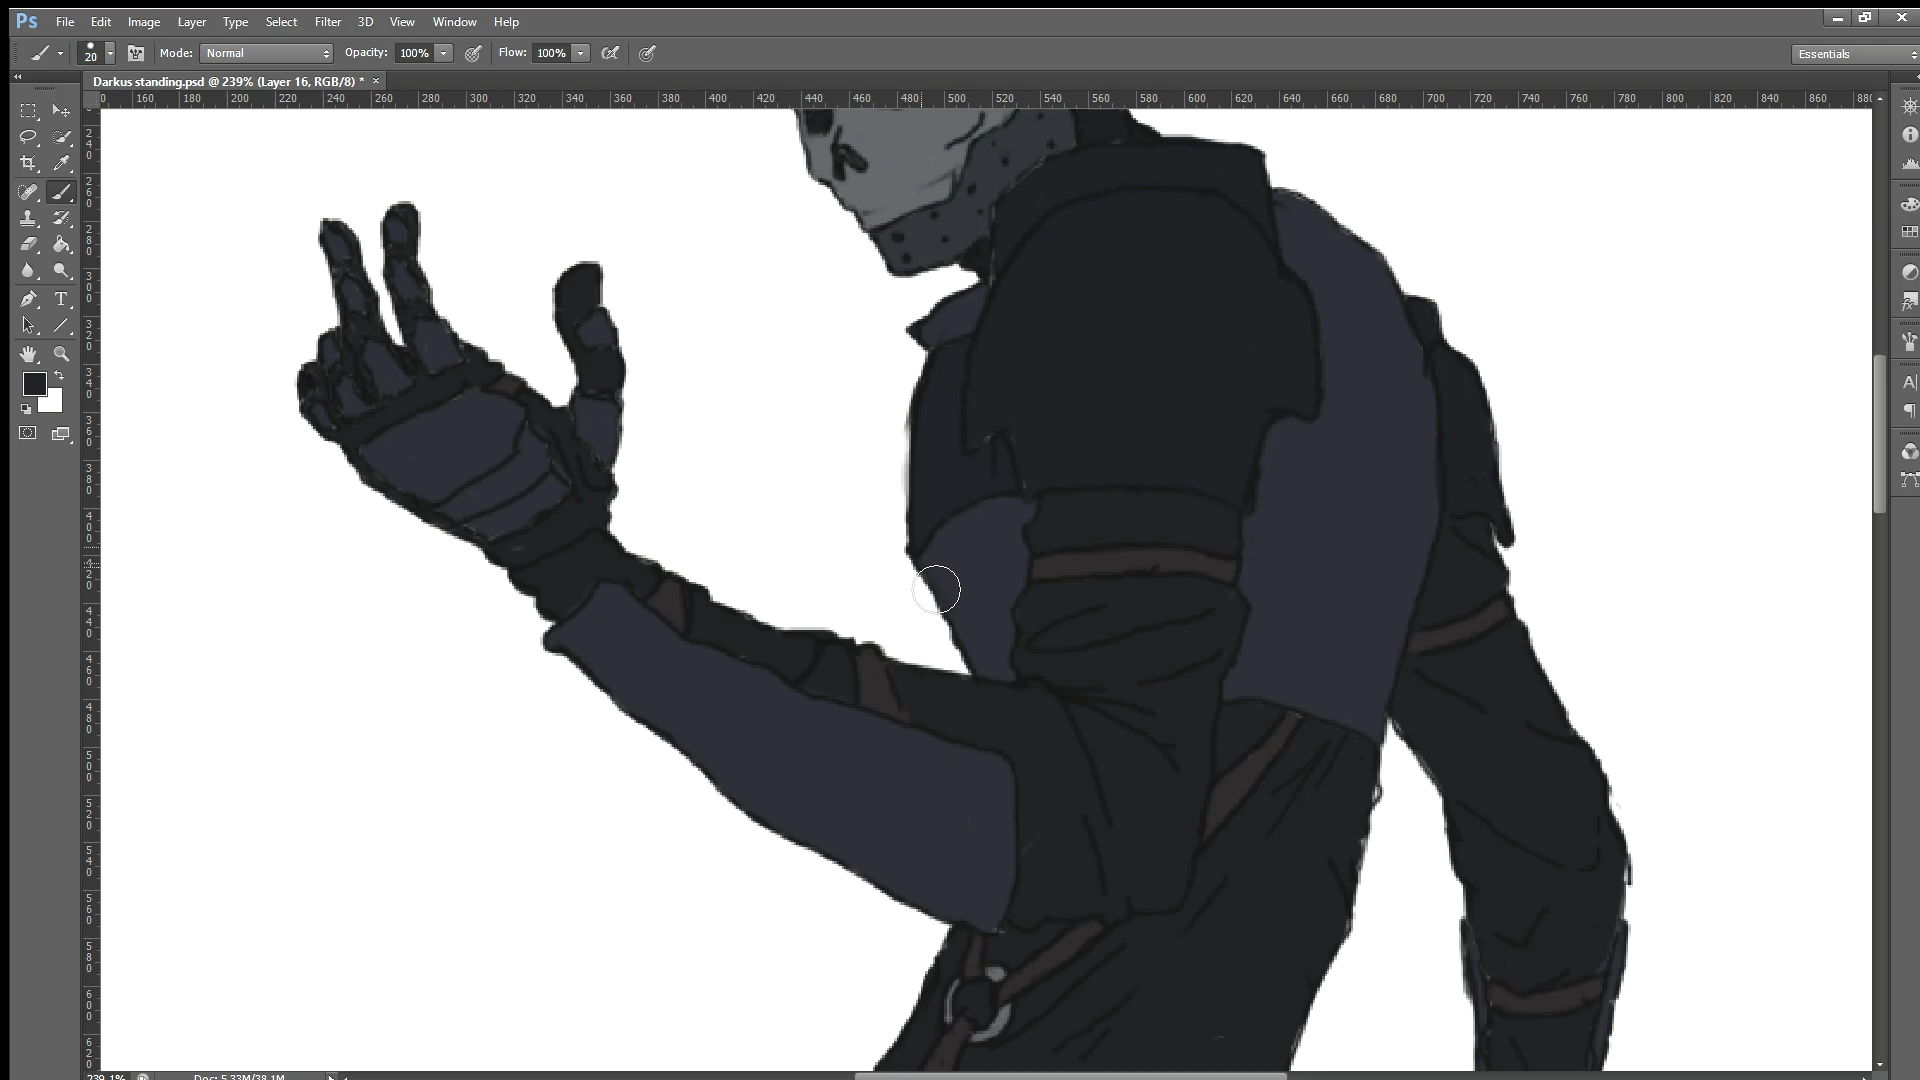 Ps File Edit Image Layer Type Select Filter 3D View Window Help
20 Mode: Normal Opacity: 100% Flow: 100% Essentials
Darkus standing.psd @ 239% (Layer 16, RGB/8) * ×
0 160 180 200 220 240 260 280 300 320 340 360 380 400 420 440 460 480 500 520 540 560 580 600 620 640 660 680 700 720 740 760 780 800 820 840 860 880
240
260
280
300
320
340
360
380
400
420
440
460
480
500
520
540
560
580
600
620
T
fx
A
239.1% Doc: 5.33M/38.1M